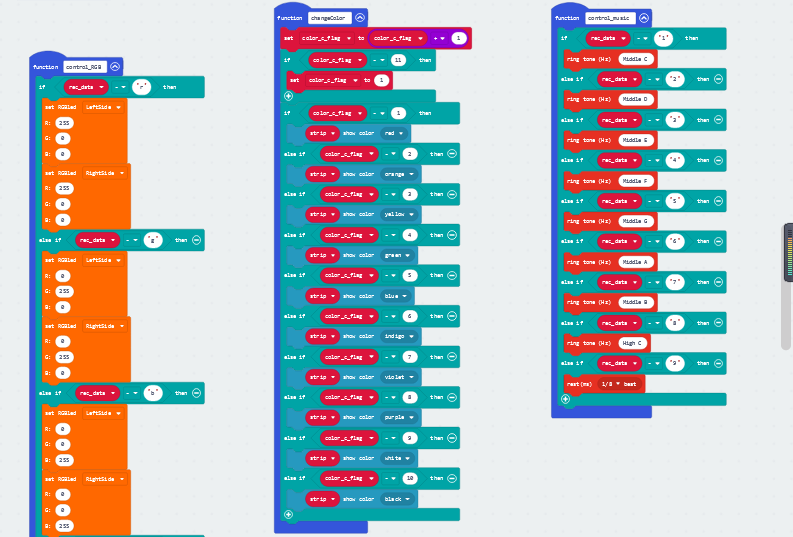 function control_RGB
if rec_data = "r" then
set RGBled LeftSide
R: 255
G: 0
B: 0
set RGBled RightSide
R: 255
G: 0
B: 0
else if rec_data = "g" then
set RGBled LeftSide
R: 0
G: 255
B: 0
set RGBled RightSide
R: 0
G: 255
B: 0
else if rec_data = "b" then
set RGBled LeftSide
R: 0
G: 0
B: 255
set RGBled RightSide
R: 0
G: 0
B: 255
function changeColor
set color_c_flag to color_c_flag + 1
if color_c_flag = 11 then
set color_c_flag to 1
if color_c_flag = 1 then
strip show color red
else if color_c_flag = 2 then
strip show color orange
else if color_c_flag = 3 then
strip show color yellow
else if color_c_flag = 4 then
strip show color green
else if color_c_flag = 5 then
strip show color blue
else if color_c_flag = 6 then
strip show color indigo
else if color_c_flag = 7 then
strip show color violet
else if color_c_flag = 8 then
strip show color purple
else if color_c_flag = 9 then
strip show color white
else if color_c_flag = 10 then
strip show color black
function control_music
if rec_data = "1" then
ring tone (Hz) Middle C
else if rec_data = "2" then
ring tone (Hz) Middle D
else if rec_data = "3" then
ring tone (Hz) Middle E
else if rec_data = "4" then
ring tone (Hz) Middle F
else if rec_data = "5" then
ring tone (Hz) Middle G
else if rec_data = "6" then
ring tone (Hz) Middle A
else if rec_data = "7" then
ring tone (Hz) Middle B
else if rec_data = "8" then
ring tone (Hz) High C
else if rec_data = "9" then
rest(ms) 1/8 beat